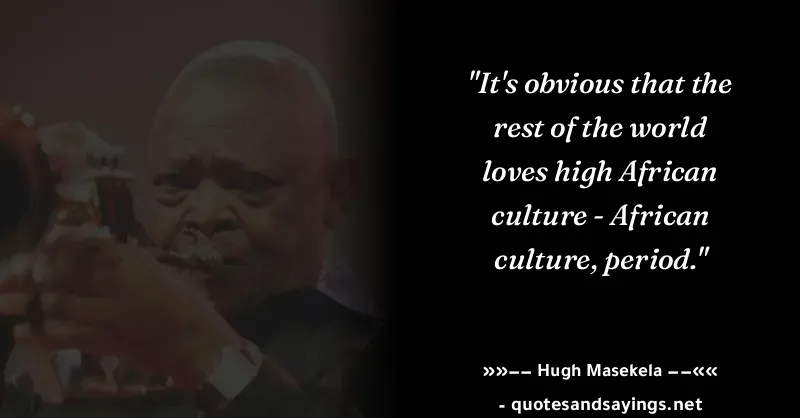 "It's obvious that the
rest of the world
loves high African
culture - African
culture, period."
»»–– Hugh Masekela ––««
- quotesandsayings.net